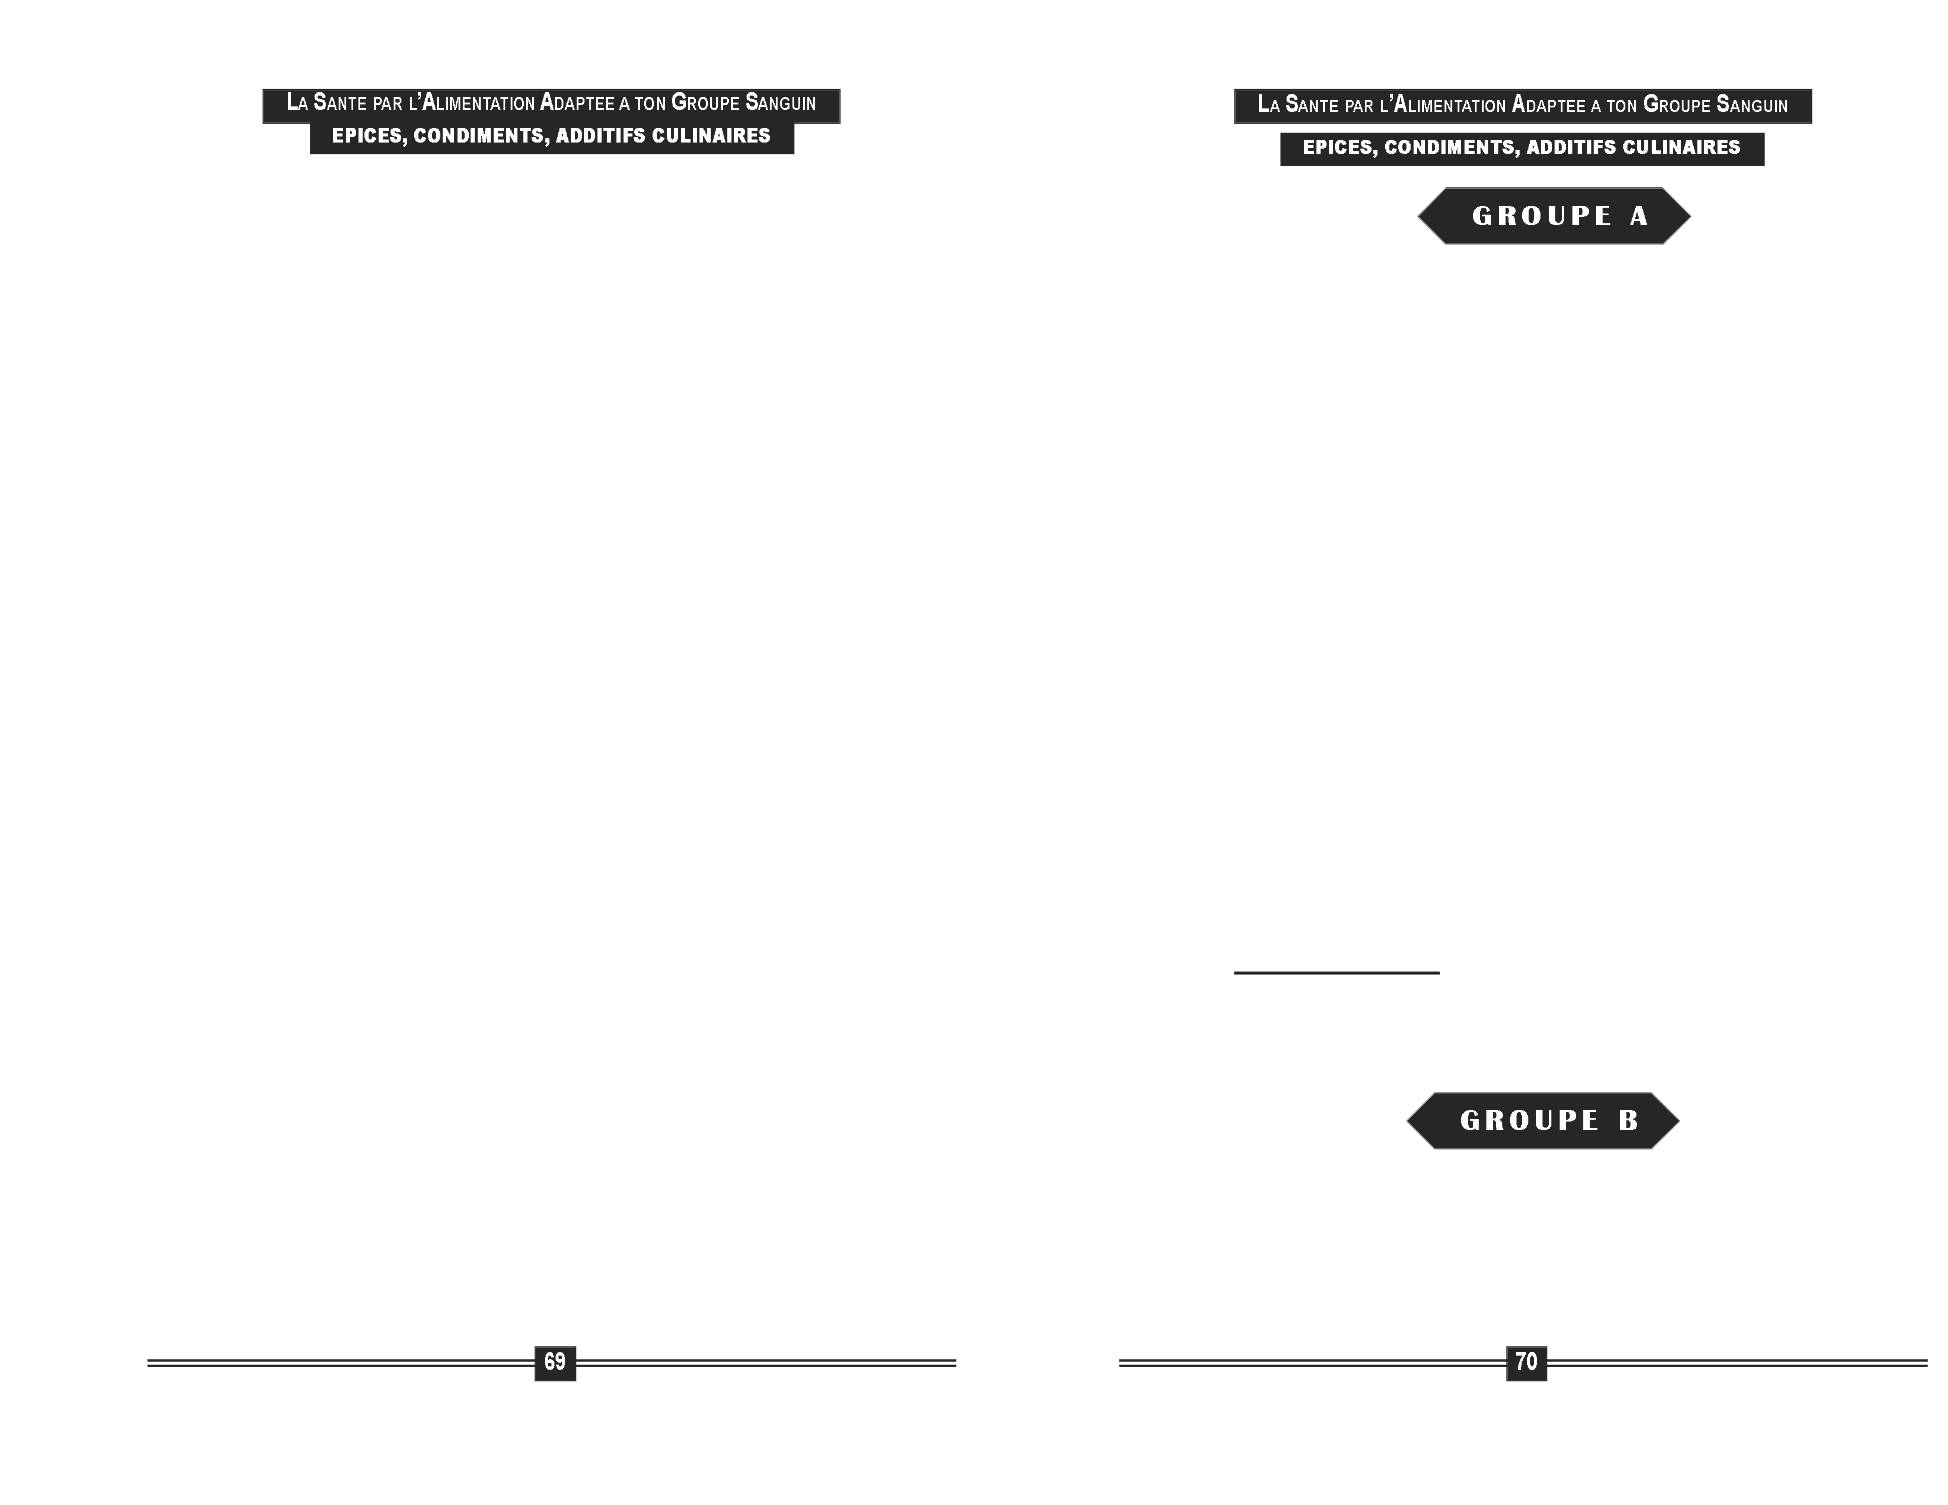 La Sante par l’Alimentation Adaptee a ton Groupe Sanguin
EPICES, CONDIMENTS, ADDITIFS CULINAIRES
69
La Sante par l’Alimentation Adaptee a ton Groupe Sanguin
EPICES, CONDIMENTS, ADDITIFS CULINAIRES
GROUPE A
GROUPE B
70